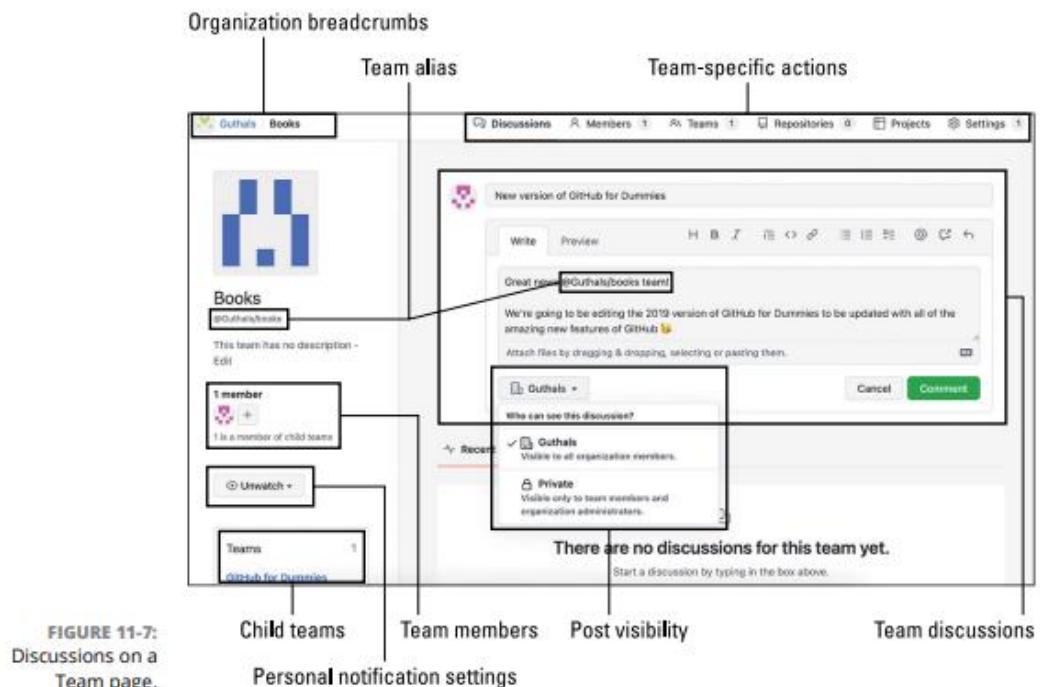 Organization breadcrumbs
Team alias
Team-specific actions
Guthals Books
Discussions Members 1 Teams 1 Repositories 0 Projects Settings 1
New version of GitHub for Dummies
Write Preview H B I
Great news @Guthals/books team!
We're going to be editing the 2019 version of GitHub for Dummies to be updated with all of the
amazing new features of GitHub
Attach files by dragging & dropping, selecting or pasting them.
Books
@Guthals/books
This team has no description -
Edit
1 member
+
1 is a member of child teams
Unwatch
Teams 1
GitHub for Dummies
Guthals
Cancel Comment
Who can see this discussion?
Guthals
Visible to all organization members.
Private
Visible only to team members and
organization administrators.
Recent
There are no discussions for this team yet.
Start a discussion by typing in the box above.
Child teams
Team members
Post visibility
Team discussions
Personal notification settings
FIGURE 11-7:
Discussions on a
Team page.